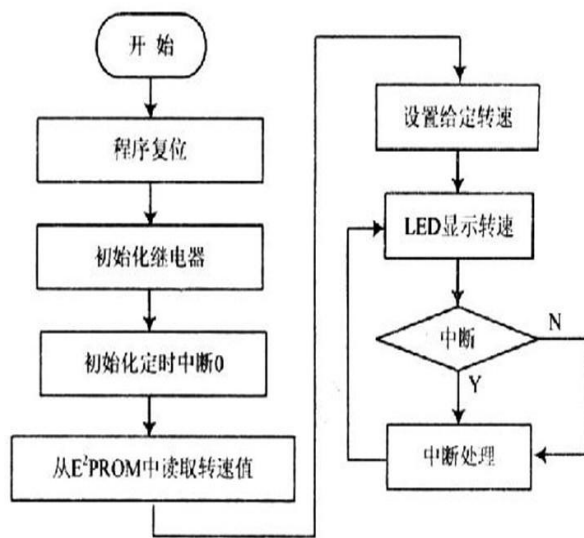 开 始
程序复位
初始化继电器
初始化定时中断0
从E²PROM中读取转速值
设置给定转速
LED显示转速
中断
N
Y
中断处理